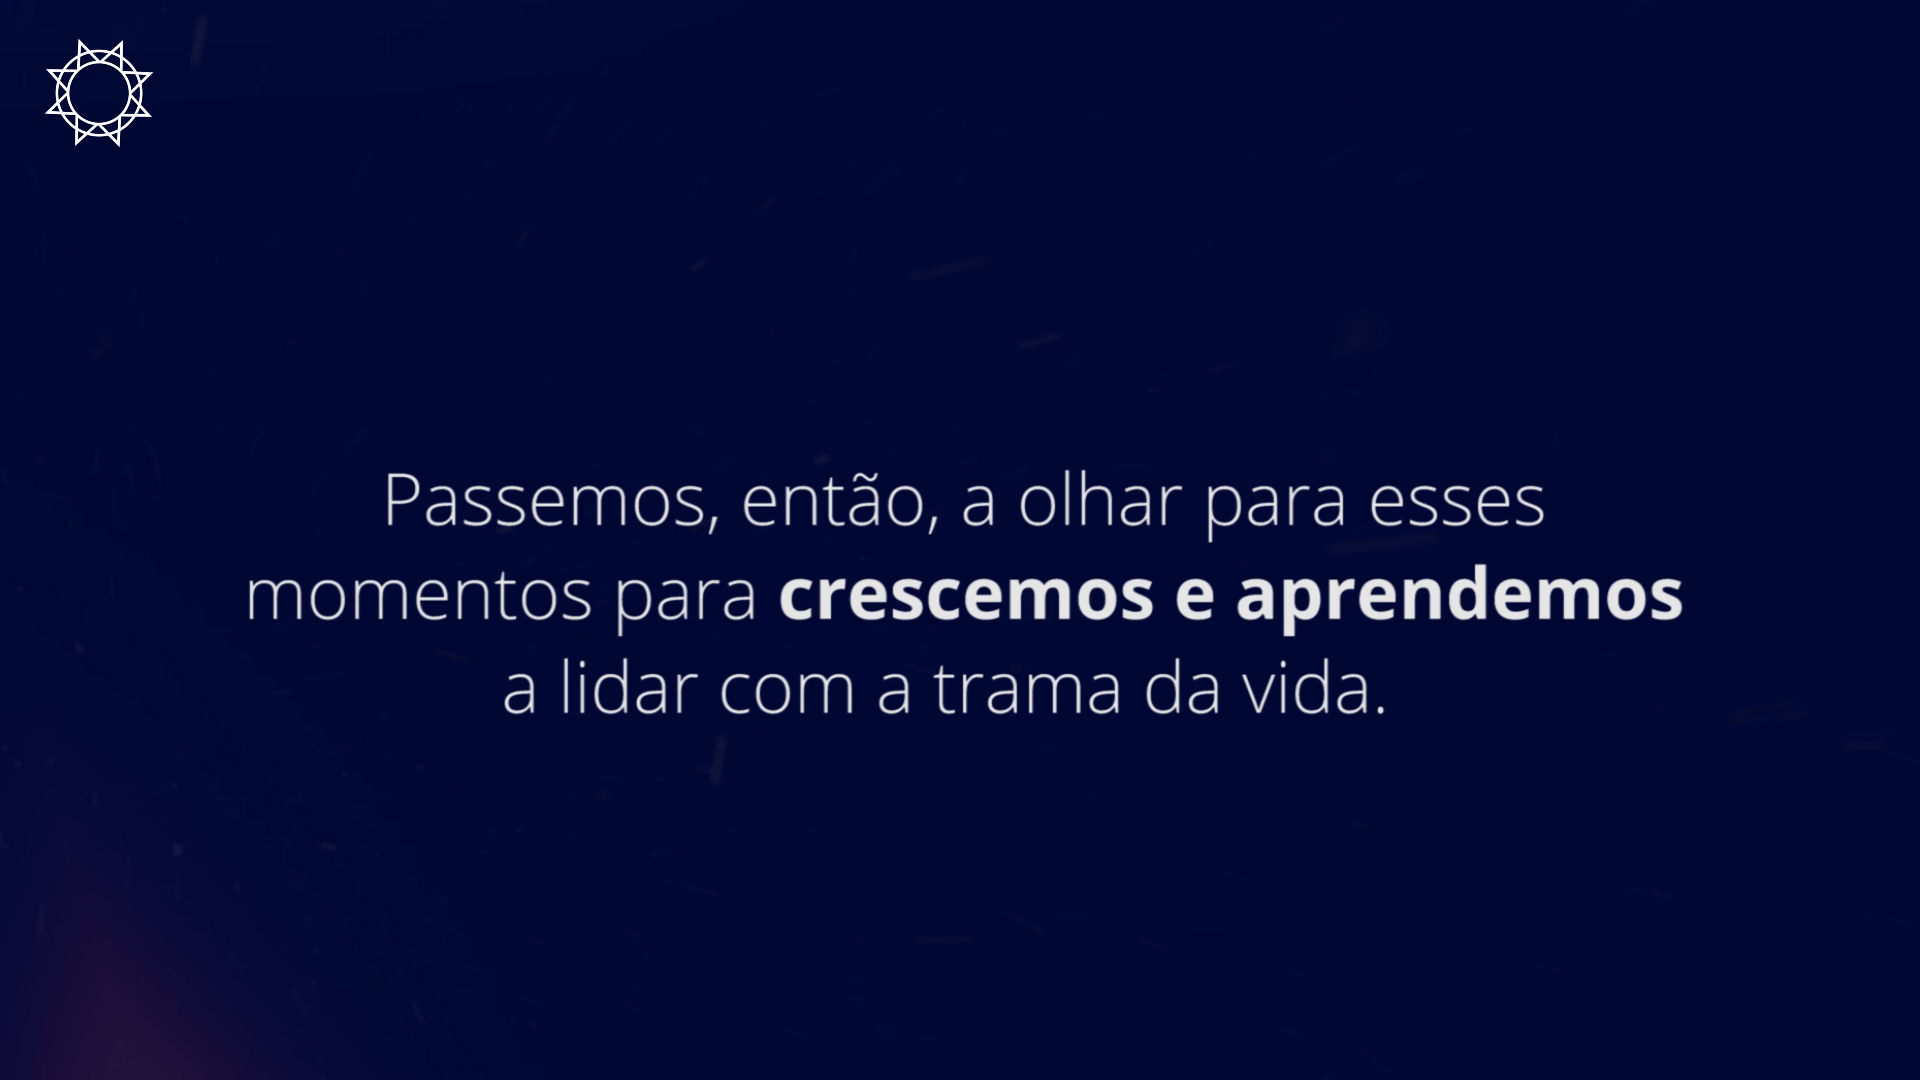 Passemos, então, a olhar para esses
momentos para crescemos e aprendemos
a lidar com a trama da vida.